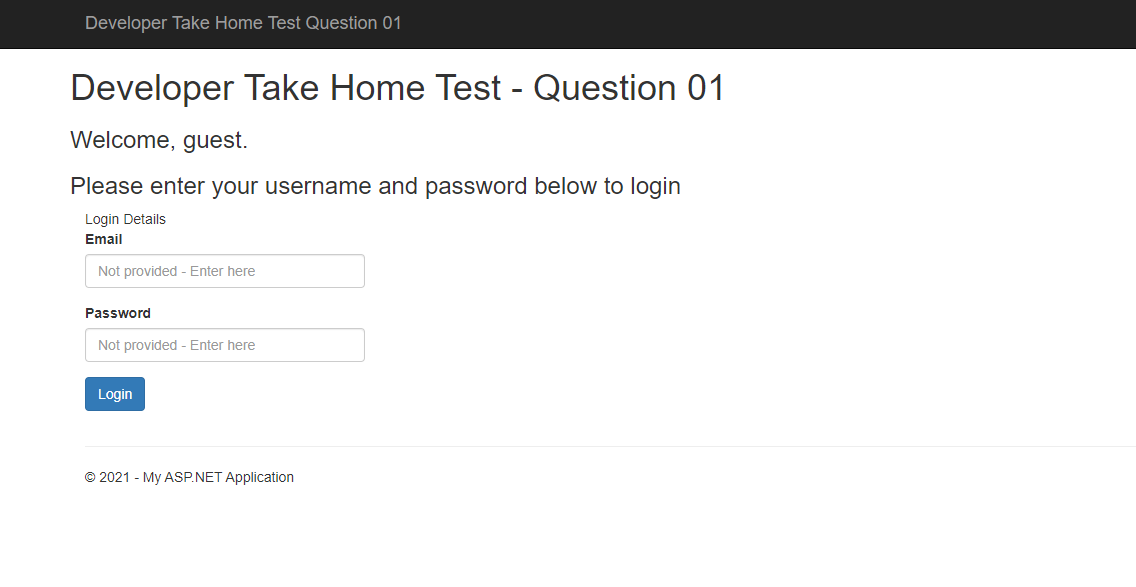 Developer Take Home Test Question 01
Developer Take Home Test - Question 01
Welcome, guest.
Please enter your username and password below to login
Login Details
Email
Not provided - Enter here
Password
Not provided - Enter here
Login
© 2021 - My ASP.NET Application